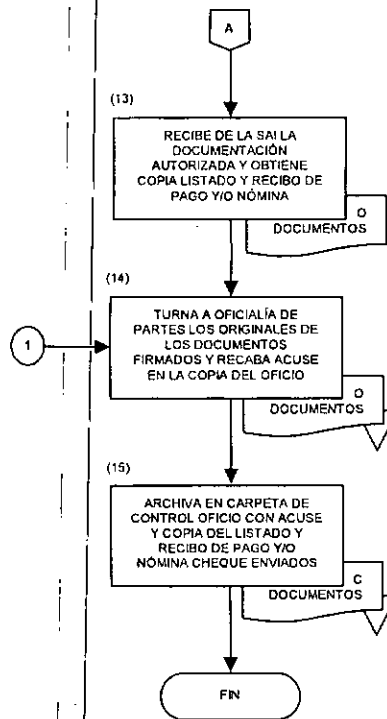 A
(13)
RECIBE DE LA SAI LA
DOCUMENTACIÓN
AUTORIZADA Y OBTIENE
COPIA LISTADO Y RECIBO DE
PAGO Y/O NÓMINA
O
DOCUMENTOS
(14)
TURNA A OFICIALÍA DE
PARTES LOS ORIGINALES DE
LOS DOCUMENTOS
FIRMADOS Y RECABA ACUSE
EN LA COPIA DEL OFICIO
1
O
DOCUMENTOS
(15)
ARCHIVA EN CARPETA DE
CONTROL OFICIO CON ACUSE
Y COPIA DEL LISTADO Y
RECIBO DE PAGO Y/O
NÓMINA CHEQUE ENVIADOS
C
DOCUMENTOS
FIN